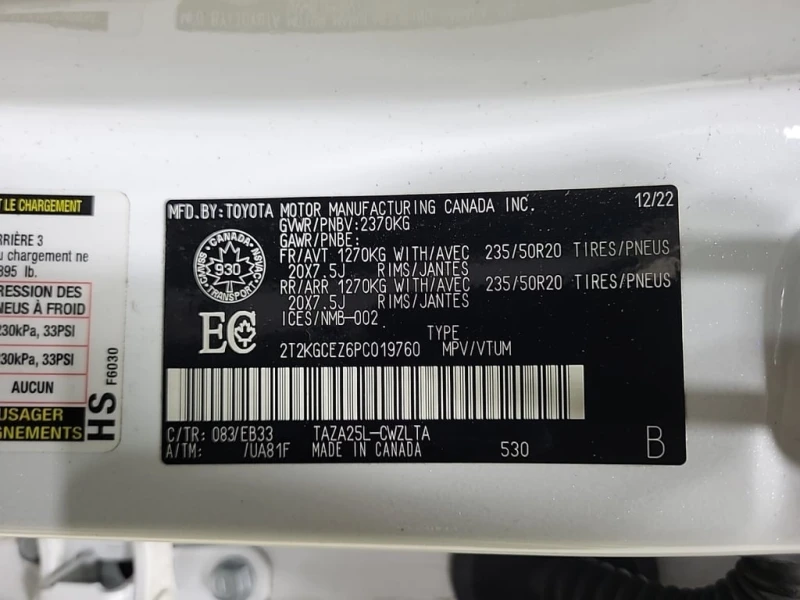 T LE CHARGEMENT
RRIÈRE 3
u chargement ne
895 lb.
RESSION DES
NEUS À FROID
230kPa, 33PSI
230kPa, 33PSI
AUCUN
USAGER
GNEMENTS
HS F6030
MFD.BY:TOYOTA MOTOR MANUFACTURING CANADA INC. 12/22
GVWR/PNBV:2370KG
GAWR/PNBE:
FR/AVT 1270KG WITH/AVEC 235/50R20 TIRES/PNEUS
20X7.5J RIMS/JANTES
RR/ARR 1270KG WITH/AVEC 235/50R20 TIRES/PNEUS
20X7.5J RIMS/JANTES
ICES/NMB-002
CANADA
CMVSS 930 NSVAC
TRANSPORT
EC
TYPE
2T2KGCEZ6PC019760 MPV/VTUM
C/TR: 083/EB33 TAZA25L-CWZLTA
A/TM: /UA81F MADE IN CANADA 530 B